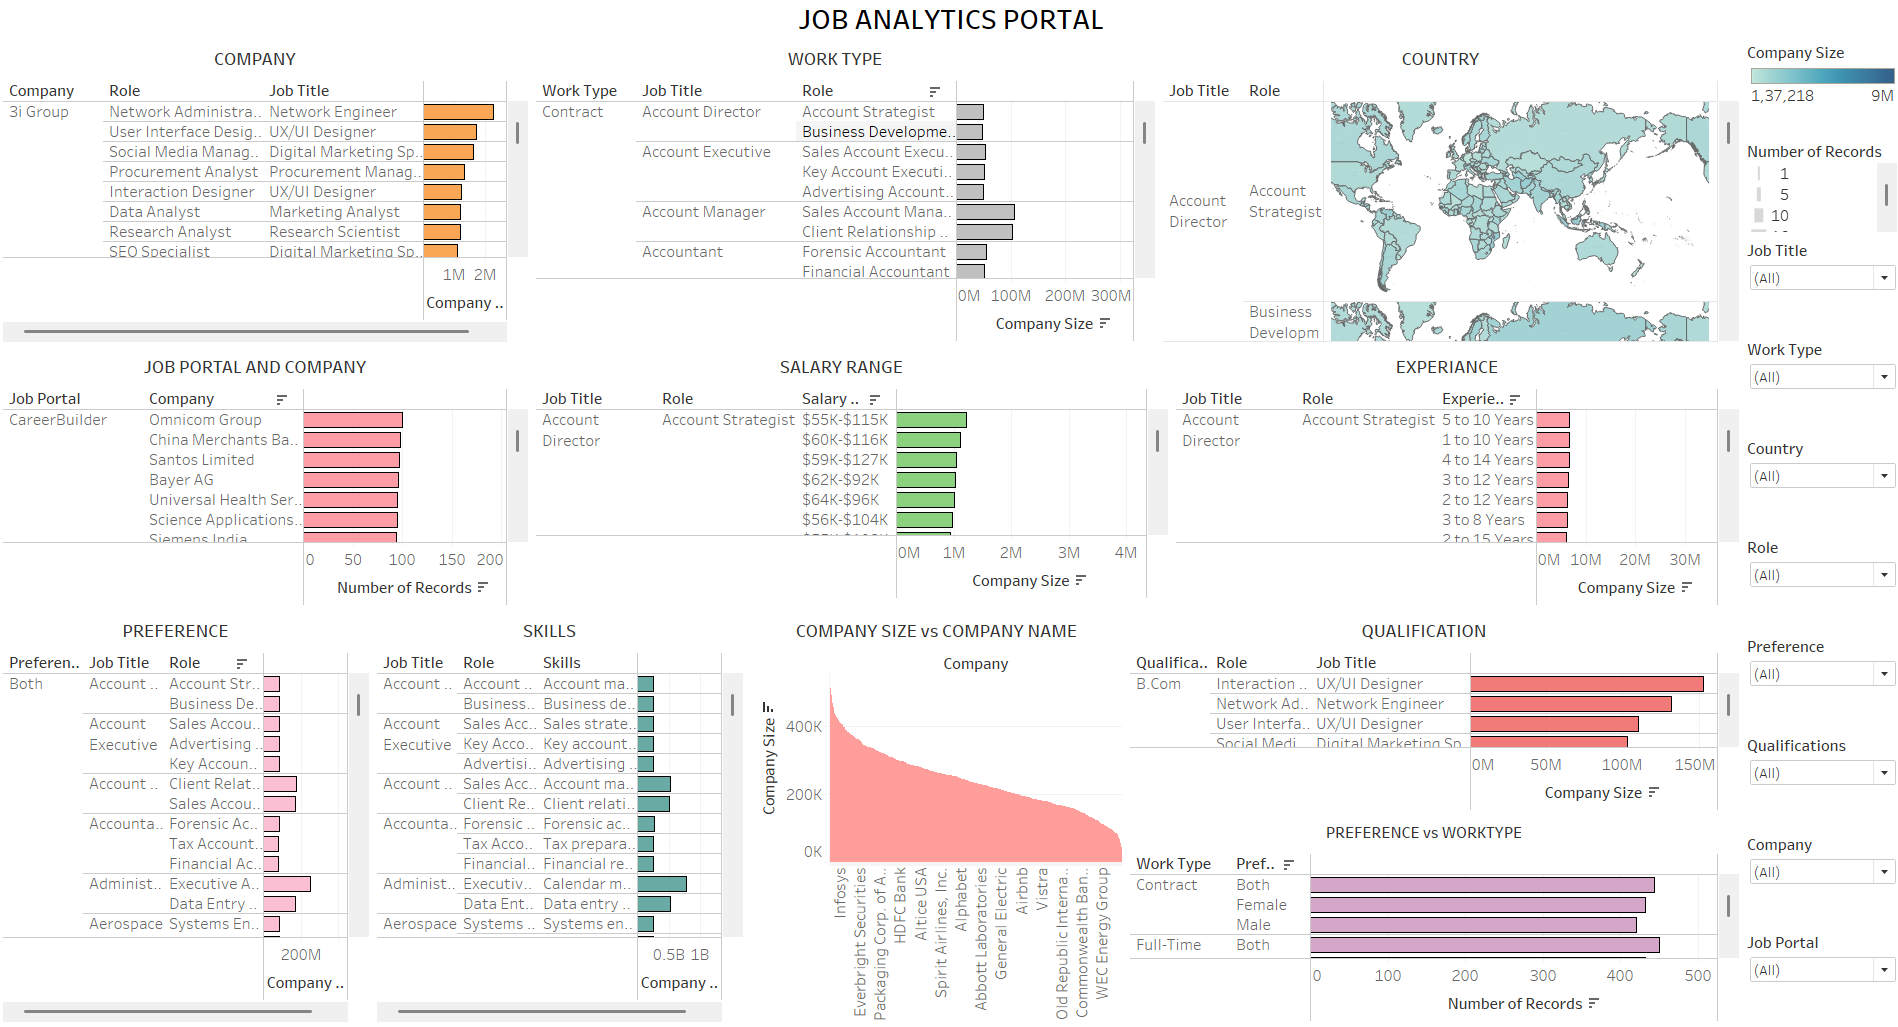 JOB ANALYTICS PORTAL
COMPANY
Company Role Job Title
3i Group Network Administra.. Network Engineer
User Interface Desig.. UX/UI Designer
Social Media Manag.. Digital Marketing Sp..
Procurement Analyst Procurement Manag..
Interaction Designer UX/UI Designer
Data Analyst Marketing Analyst
Research Analyst Research Scientist
SEO Specialist Digital Marketing Sp..
1M 2M
Company ..
WORK TYPE
Work Type Job Title Role
Contract Account Director Account Strategist
Business Developme..
Account Executive Sales Account Execu..
Key Account Executi..
Advertising Account..
Account Manager Sales Account Mana..
Client Relationship ..
Accountant Forensic Accountant
Financial Accountant
0M 100M 200M 300M
Company Size
COUNTRY
Job Title Role
Account Director
Account Strategist
Business Developm
Company Size
1,37,218 9M
Number of Records
1
5
10
Job Title
(All)
Work Type
(All)
Country
(All)
Role
(All)
Preference
(All)
Qualifications
(All)
Company
(All)
Job Portal
(All)
JOB PORTAL AND COMPANY
Job Portal Company
CareerBuilder Omnicom Group
China Merchants Ba..
Santos Limited
Bayer AG
Universal Health Ser..
Science Applications..
Siemens India
0 50 100 150 200
Number of Records
SALARY RANGE
Job Title Role Salary ..
Account Director Account Strategist $55K-$115K
$60K-$116K
$59K-$127K
$62K-$92K
$64K-$96K
$56K-$104K
0M 1M 2M 3M 4M
Company Size
EXPERIANCE
Job Title Role Experie..
Account Director Account Strategist 5 to 10 Years
1 to 10 Years
4 to 14 Years
3 to 12 Years
2 to 12 Years
3 to 8 Years
2 to 15 Years
0M 10M 20M 30M
Company Size
PREFERENCE
Preferen.. Job Title Role
Both Account .. Account Str..
Business De..
Account Executive Sales Accou..
Advertising ..
Key Accoun..
Account .. Client Relat..
Sales Accou..
Accounta.. Forensic Ac..
Tax Account..
Financial Ac..
Administ.. Executive A..
Data Entry ..
Aerospace Systems En..
200M
Company ..
SKILLS
Job Title Role Skills
Account .. Account .. Account ma..
Business.. Business de..
Account Executive Sales Acc.. Sales strate..
Key Acco.. Key account..
Advertisi.. Advertising ..
Account .. Sales Acc.. Account ma..
Client Re.. Client relati..
Accounta.. Forensic .. Forensic ac..
Tax Acco.. Tax prepara..
Financial.. Financial re..
Administ.. Executiv.. Calendar m..
Data Ent.. Data entry ..
Aerospace Systems .. Systems en..
0.5B 1B
Company ..
COMPANY SIZE vs COMPANY NAME
Company
Company Size
400K
200K
0K
Infosys
Everbright Securities
Packaging Corp. of A..
HDFC Bank
Altice USA
Spirit Airlines, Inc.
Alphabet
Abbott Laboratories
General Electric
Airbnb
Vistra
Old Republic Interna..
Commonwealth Ban..
WEC Energy Group
QUALIFICATION
Qualifica.. Role Job Title
B.Com Interaction .. UX/UI Designer
Network Ad.. Network Engineer
User Interfa.. UX/UI Designer
Social Medi.. Digital Marketing Sp..
0M 50M 100M 150M
Company Size
PREFERENCE vs WORKTYPE
Work Type Pref..
Contract Both
Female
Male
Full-Time Both
0 100 200 300 400 500
Number of Records